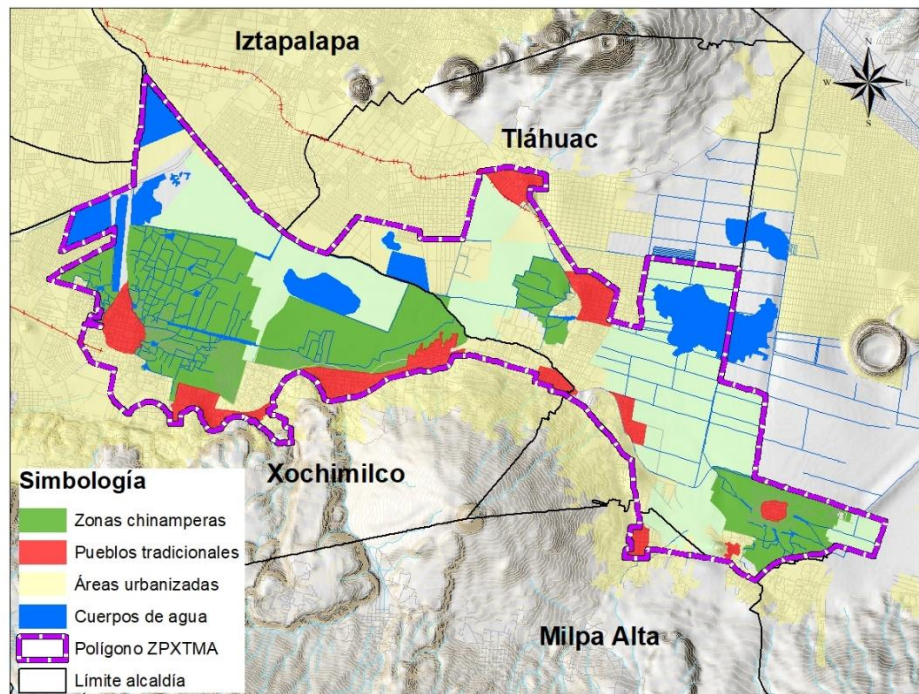 Iztapalapa
N
W
E
S
Tláhuac
Xochimilco
Simbología
Zonas chinamperas
Pueblos tradicionales
Áreas urbanizadas
Cuerpos de agua
Polígono ZPXTMA
Límite alcaldía
Milpa Alta